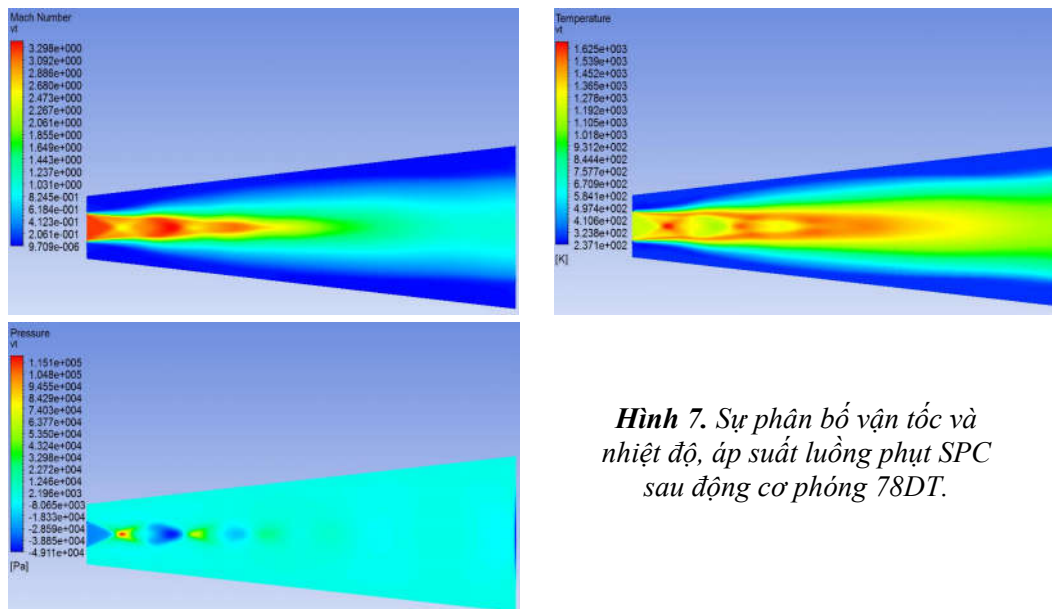 Mach Number
vt
3.298e+000
3.092e+000
2.886e+000
2.680e+000
2.473e+000
2.267e+000
2.061e+000
1.855e+000
1.649e+000
1.443e+000
1.237e+000
1.031e+000
8.245e-001
6.184e-001
4.123e-001
2.061e-001
9.709e-006
Temperature
vt
1.625e+003
1.539e+003
1.452e+003
1.365e+003
1.278e+003
1.192e+003
1.105e+003
1.018e+003
9.312e+002
8.444e+002
7.577e+002
6.709e+002
5.841e+002
4.974e+002
4.106e+002
3.238e+002
2.371e+002
[K]
Pressure
vt
1.151e+005
1.048e+005
9.455e+004
8.429e+004
7.403e+004
6.377e+004
5.350e+004
4.324e+004
3.298e+004
2.272e+004
1.246e+004
2.196e+003
-8.065e+003
-1.833e+004
-2.859e+004
-3.885e+004
-4.911e+004
[Pa]
Hình 7. Sự phân bố vận tốc và
nhiệt độ, áp suất luồng phụt SPC
sau động cơ phóng 78DT.